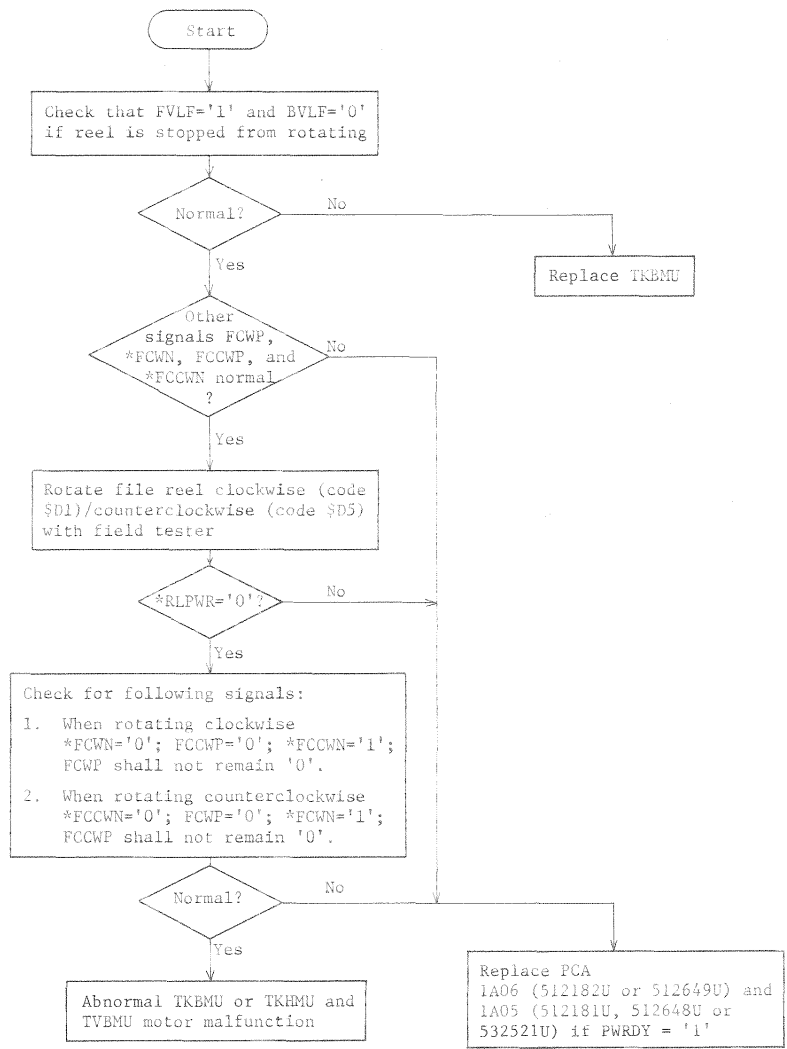 Start
Check that FVLF='1' and BVLF='0'
if reel is stopped from rotating
Normal?
No
Yes
Replace TKBMU
Other
signals FCWP,
*FCWN, FCCWP, and
*FCCWN normal
?
No
Yes
Rotate file reel clockwise (code
$D1)/counterclockwise (code $D5)
with field tester
*RLPWR='0'?
No
Yes
Check for following signals:
1. When rotating clockwise
*FCWN='0'; FCCWP='0'; *FCCWN='1';
FCWP shall not remain '0'.
2. When rotating counterclockwise
*FCCWN='0'; FCWP='0'; *FCWN='1';
FCCWP shall not remain '0'.
Normal?
No
Yes
Abnormal TKBMU or TKHMU and
TVBMU motor malfunction
Replace PCA
1A06 (512182U or 512649U) and
1A05 (512181U, 512648U or
532521U) if PWRDY = '1'